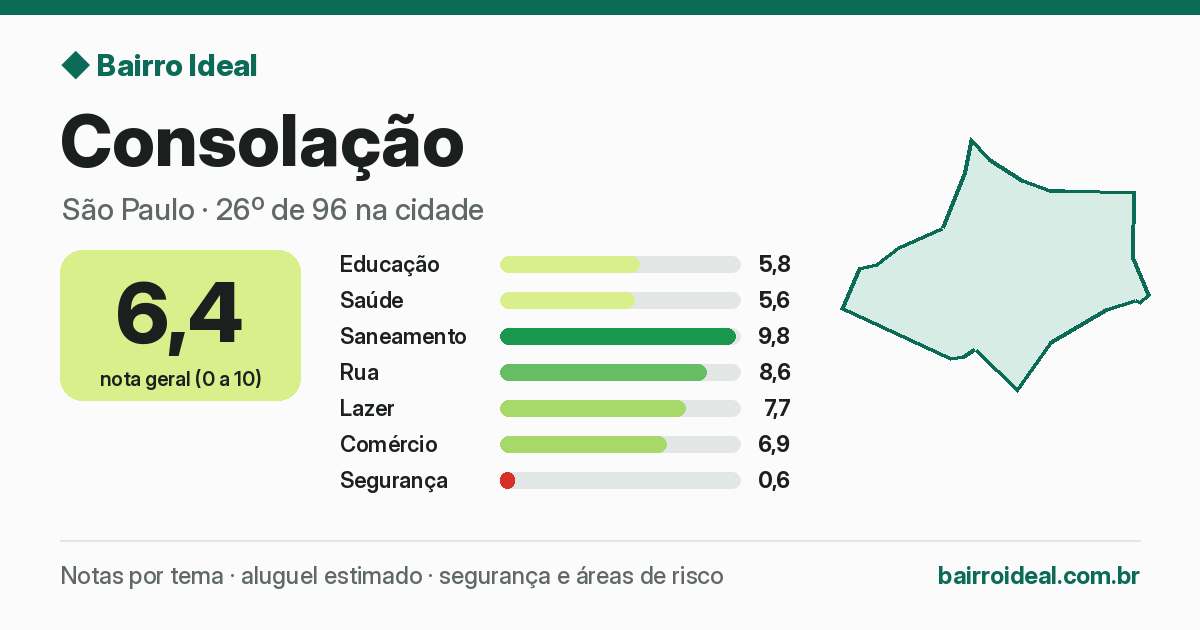 Bairro Ideal
Consolação
São Paulo · 26º de 96 na cidade
6,4
nota geral (0 a 10)
Educação 5,8
Saúde 5,6
Saneamento 9,8
Rua 8,6
Lazer 7,7
Comércio 6,9
Segurança 0,6
Notas por tema · aluguel estimado · segurança e áreas de risco
bairroideal.com.br